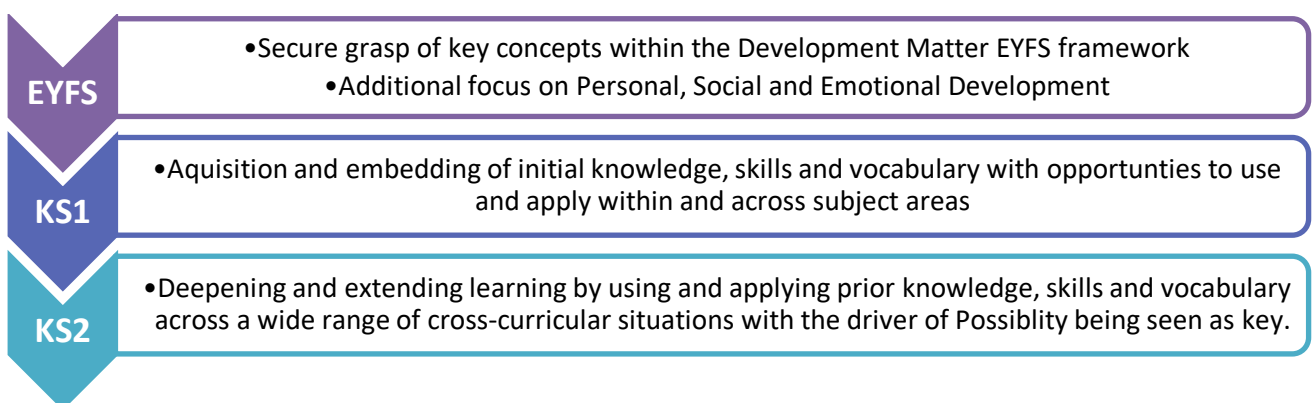 EYFS
•Secure grasp of key concepts within the Development Matter EYFS framework
•Additional focus on Personal, Social and Emotional Development
KS1
•Aquisition and embedding of initial knowledge, skills and vocabulary with opportunties to use
and apply within and across subject areas
KS2
•Deepening and extending learning by using and applying prior knowledge, skills and vocabulary
across a wide range of cross-curricular situations with the driver of Possiblity being seen as key.